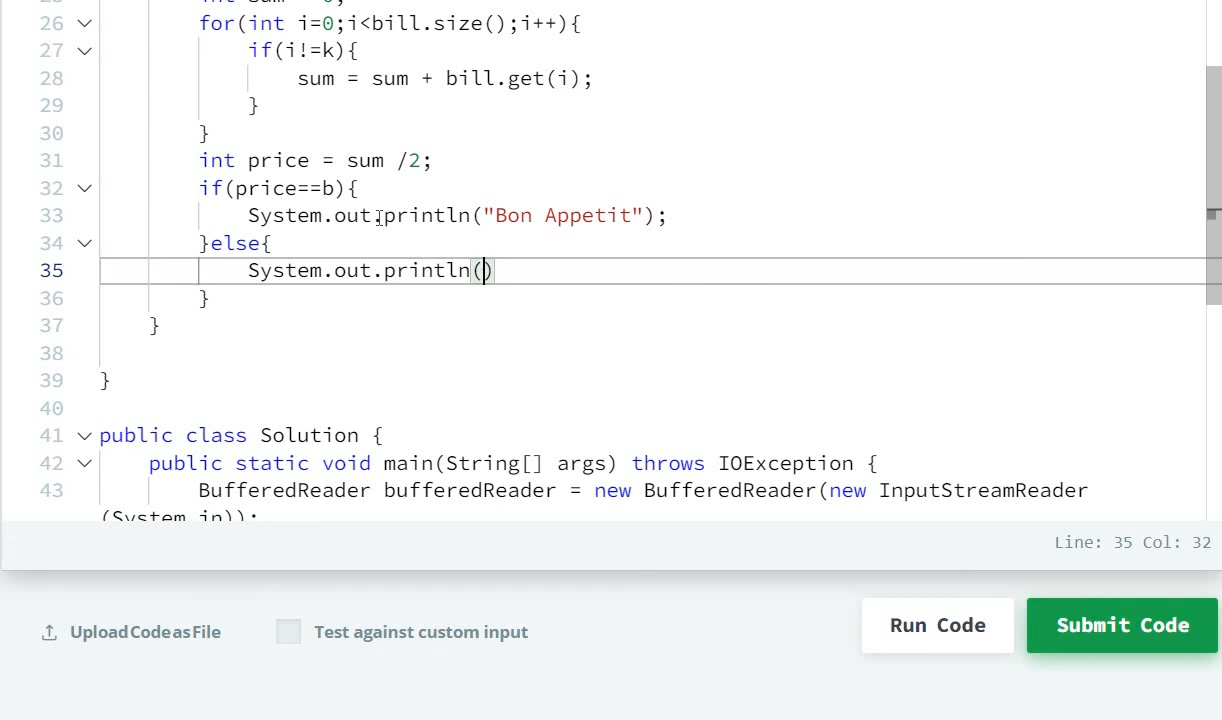 26 for(int i=0;i<bill.size();i++){
27 if(i!=k){
28 sum = sum + bill.get(i);
29 }
30 }
31 int price = sum /2;
32 if(price==b){
33 System.out.println("Bon Appetit");
34 }else{
35 System.out.println()
36 }
37 }
38
39 }
40
41 public class Solution {
42 public static void main(String[] args) throws IOException {
43 BufferedReader bufferedReader = new BufferedReader(new InputStreamReader
(System.in));
Line: 35 Col: 32
Upload Code as File
Test against custom input
Run Code
Submit Code